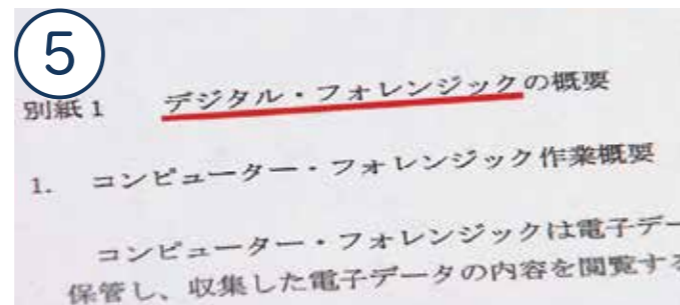 5
別紙1 デジタル・フォレンジックの概要
1. コンピューター・フォレンジック作業概要
コンピューター・フォレンジックは電子デー
保管し、収集した電子データの内容を閲覧する